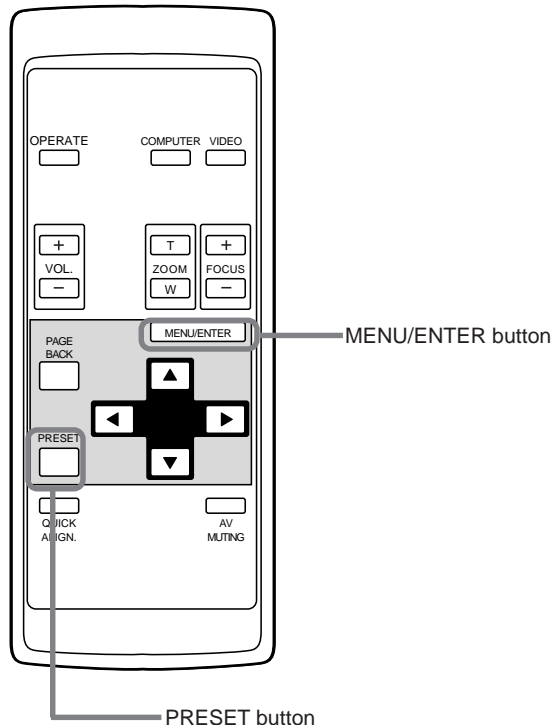 OPERATE
COMPUTER VIDEO
+ T +
VOL. ZOOM FOCUS
− W −
MENU/ENTER
MENU/ENTER button
PAGE
BACK
PRESET
QUICK
ALIGN.
AV
MUTING
PRESET button